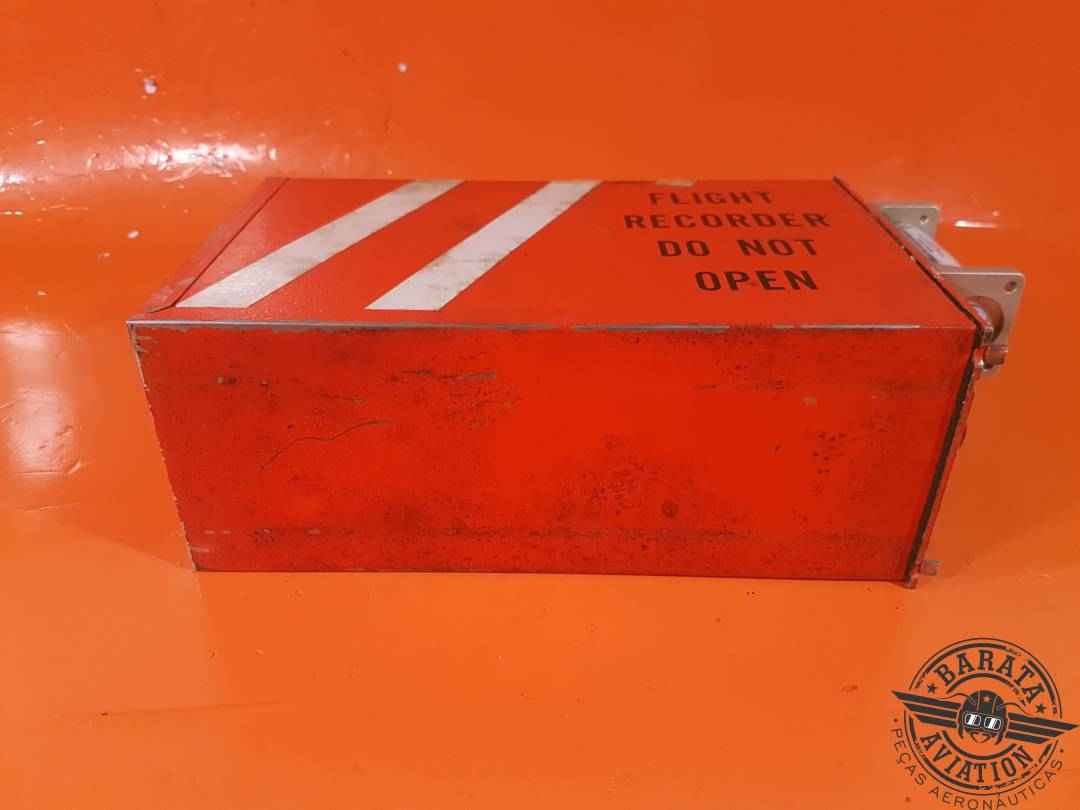 FLIGHT
RECORDER
DO NOT
OPEN
BARATA
AVIATION
PEÇAS AERONÁUTICAS